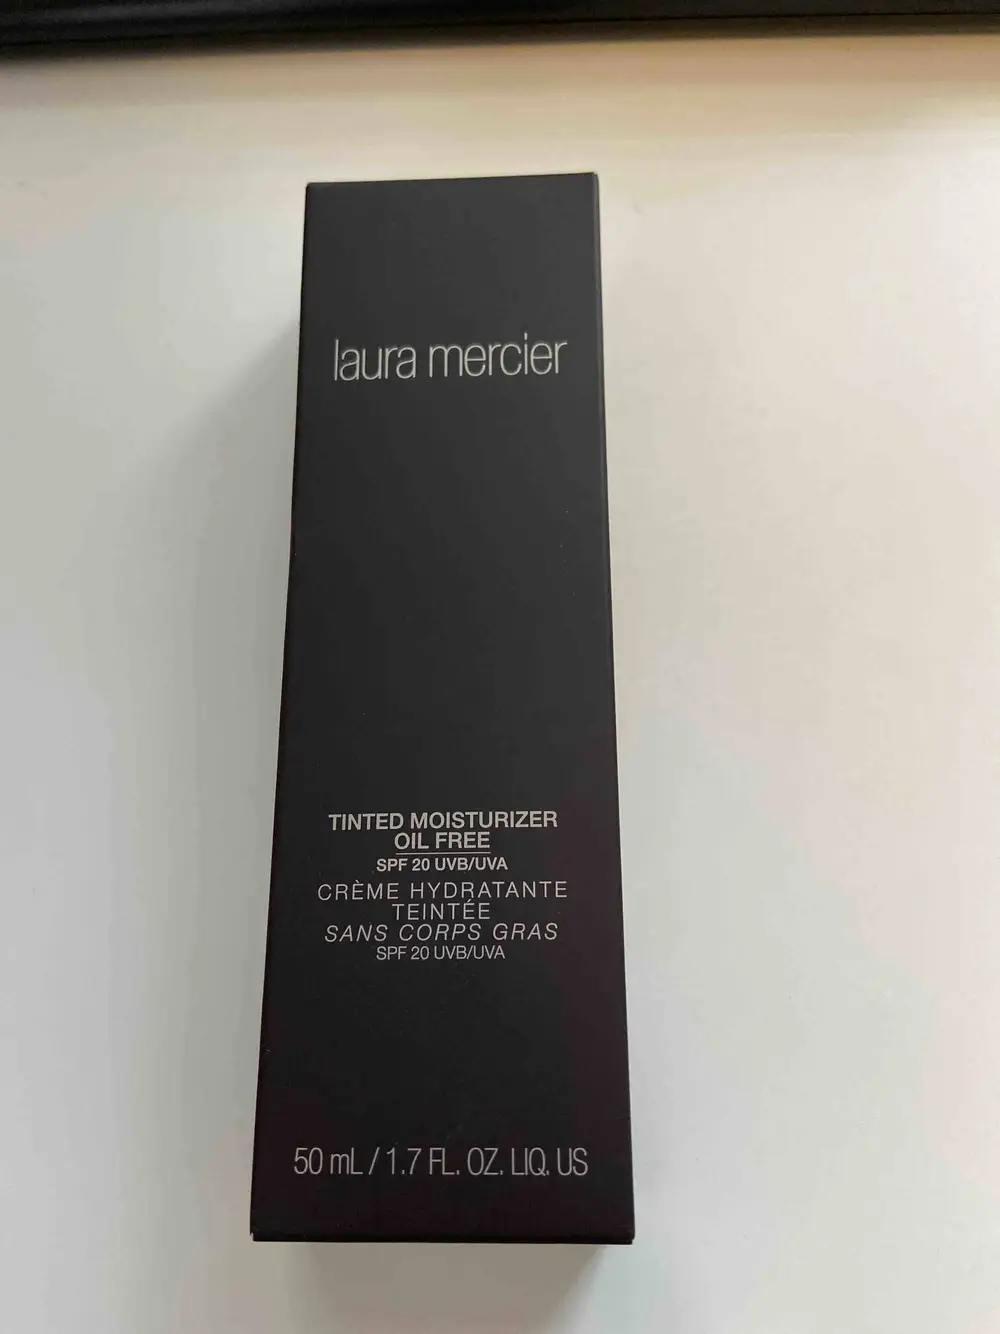 laura mercier
TINTED MOISTURIZER
OIL FREE
SPF 20 UVB/UVA
CRÈME HYDRATANTE
TEINTÉE
SANS CORPS GRAS
SPF 20 UVB/UVA
50 mL / 1.7 FL. OZ. LIQ. US